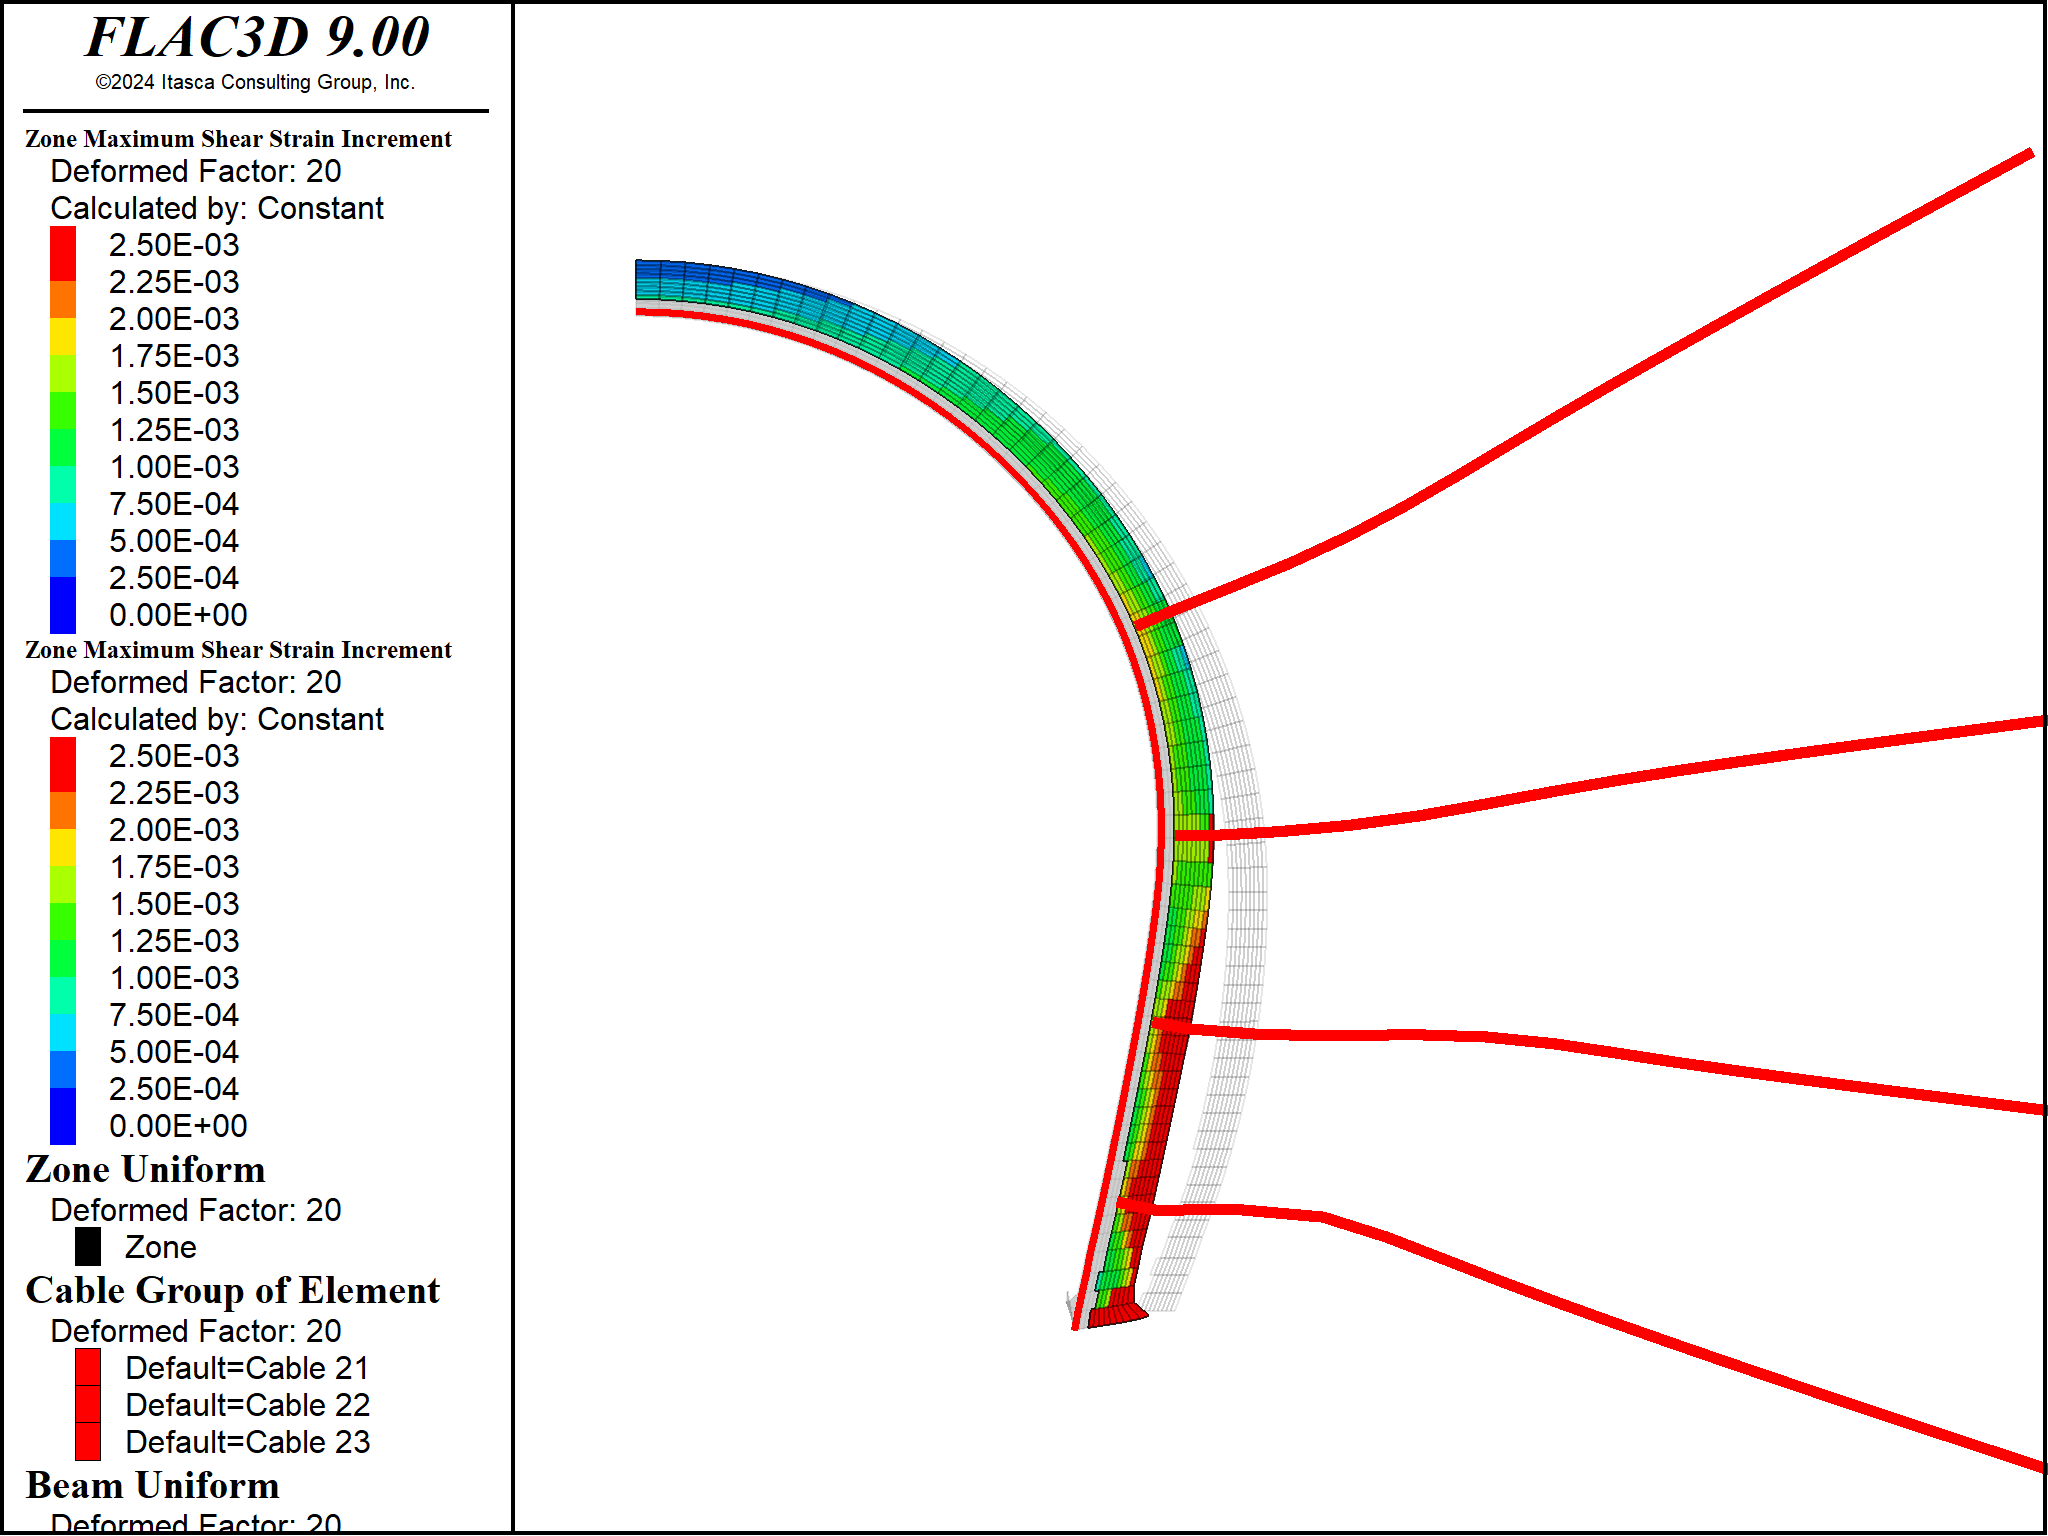 FLAC3D 9.00
©2024 Itasca Consulting Group, Inc.
Zone Maximum Shear Strain Increment
Deformed Factor: 20
Calculated by: Constant
2.50E-03
2.25E-03
2.00E-03
1.75E-03
1.50E-03
1.25E-03
1.00E-03
7.50E-04
5.00E-04
2.50E-04
0.00E+00
Zone Maximum Shear Strain Increment
Deformed Factor: 20
Calculated by: Constant
2.50E-03
2.25E-03
2.00E-03
1.75E-03
1.50E-03
1.25E-03
1.00E-03
7.50E-04
5.00E-04
2.50E-04
0.00E+00
Zone Uniform
Deformed Factor: 20
Zone
Cable Group of Element
Deformed Factor: 20
Default=Cable 21
Default=Cable 22
Default=Cable 23
Beam Uniform
Deformed Factor: 20